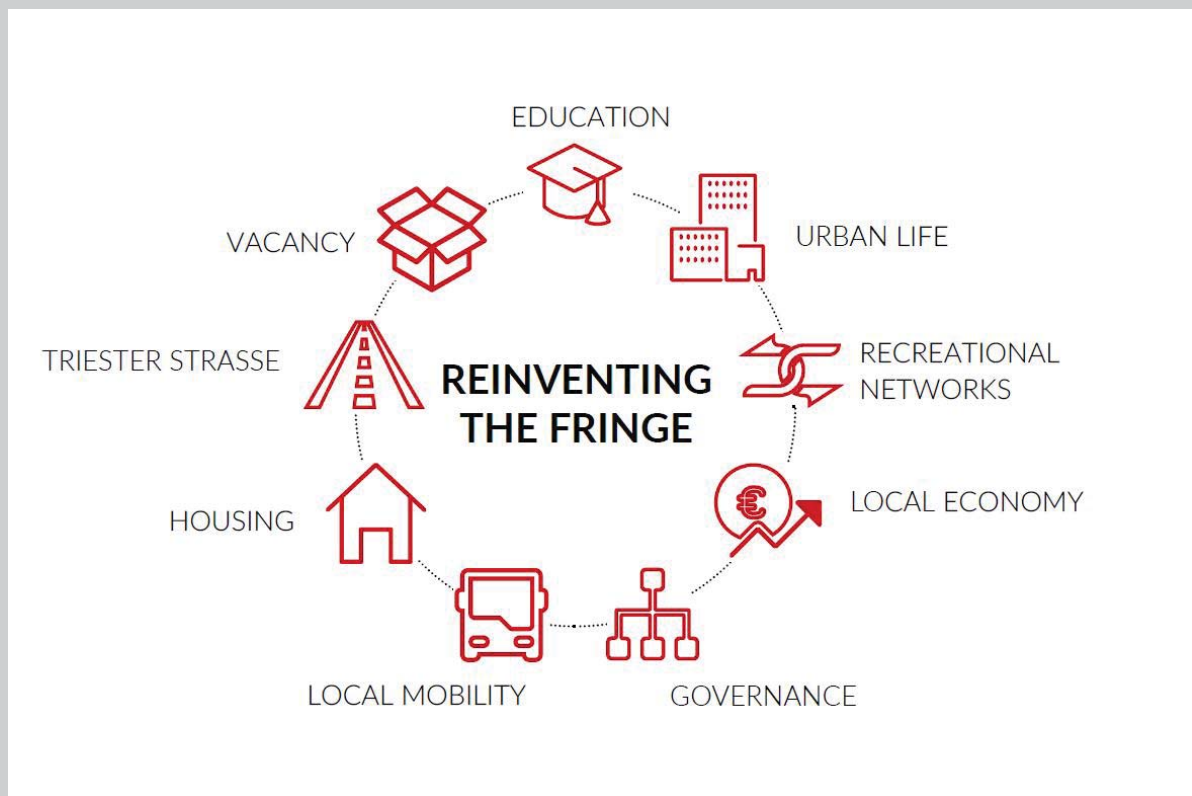 EDUCATION
VACANCY
URBAN LIFE
TRIESTER STRASSE
REINVENTING
THE FRINGE
RECREATIONAL
NETWORKS
€
LOCAL ECONOMY
HOUSING
LOCAL MOBILITY
GOVERNANCE